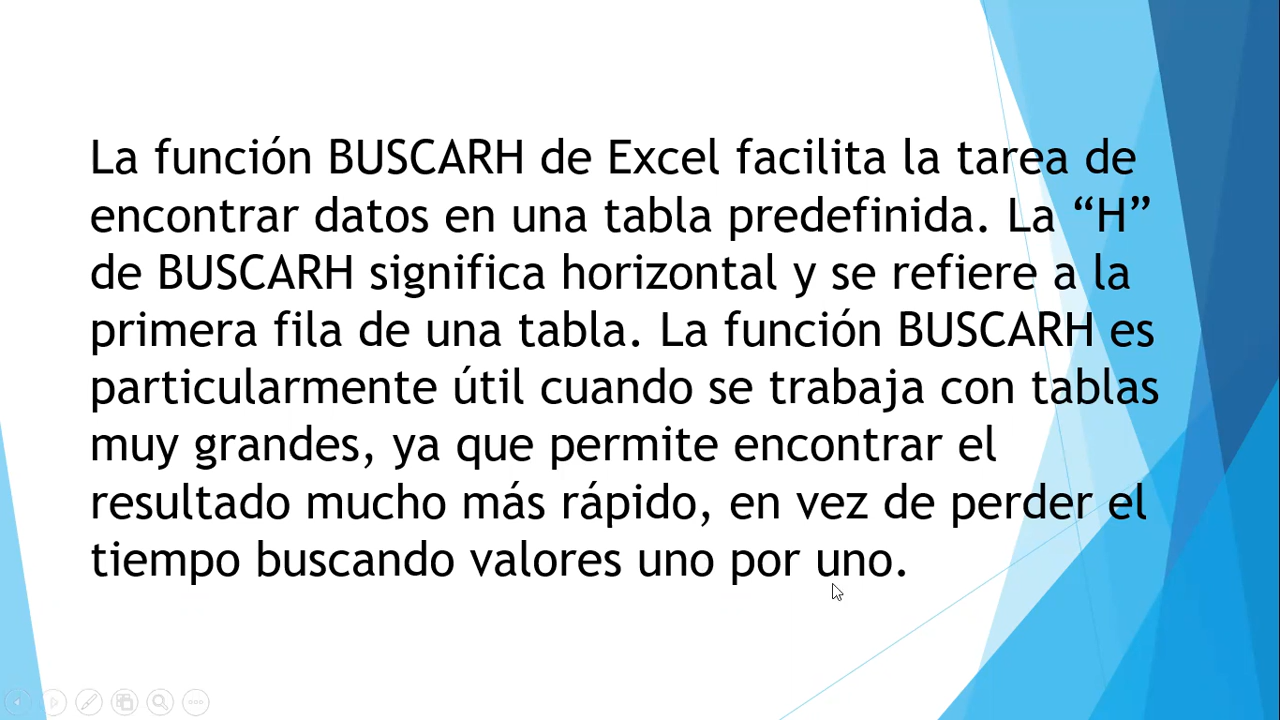 La función BUSCARH de Excel facilita la tarea de
encontrar datos en una tabla predefinida. La “H”
de BUSCARH significa horizontal y se refiere a la
primera fila de una tabla. La función BUSCARH es
particularmente útil cuando se trabaja con tablas
muy grandes, ya que permite encontrar el
resultado mucho más rápido, en vez de perder el
tiempo buscando valores uno por uno.